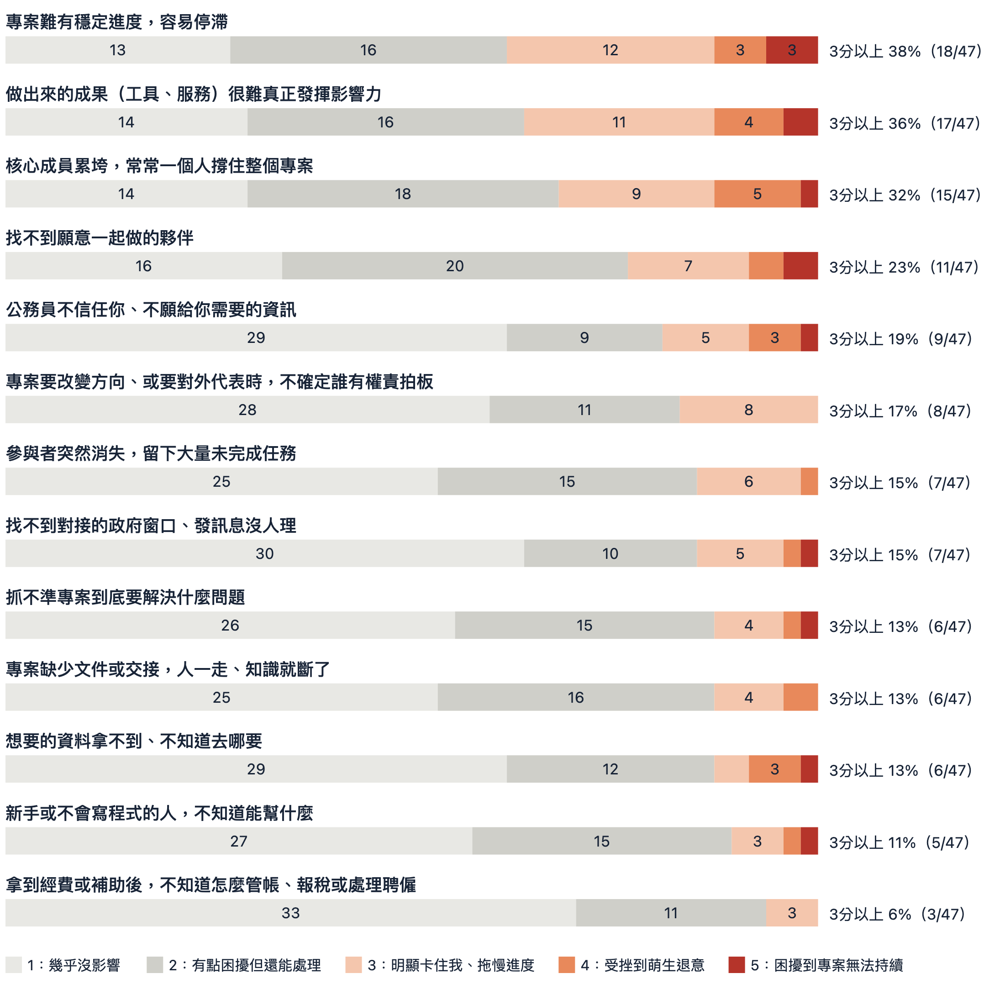 專案難有穩定進度，容易停滯
13 16 12 3 3 3分以上 38%（18/47）
做出來的成果（工具、服務）很難真正發揮影響力
14 16 11 4 3分以上 36%（17/47）
核心成員累垮，常常一個人撐住整個專案
14 18 9 5 3分以上 32%（15/47）
找不到願意一起做的夥伴
16 20 7 3分以上 23%（11/47）
公務員不信任你、不願給你需要的資訊
29 9 5 3 3分以上 19%（9/47）
專案要改變方向、或要對外代表時，不確定誰有權責拍板
28 11 8 3分以上 17%（8/47）
參與者突然消失，留下大量未完成任務
25 15 6 3分以上 15%（7/47）
找不到對接的政府窗口、發訊息沒人理
30 10 5 3分以上 15%（7/47）
抓不準專案到底要解決什麼問題
26 15 4 3分以上 13%（6/47）
專案缺少文件或交接，人一走、知識就斷了
25 16 4 3分以上 13%（6/47）
想要的資料拿不到、不知道去哪要
29 12 3 3分以上 13%（6/47）
新手或不會寫程式的人，不知道能幫什麼
27 15 3 3分以上 11%（5/47）
拿到經費或補助後，不知道怎麼管帳、報稅或處理聘僱
33 11 3 3分以上 6%（3/47）
1：幾乎沒影響 2：有點困擾但還能處理 3：明顯卡住我、拖慢進度 4：受挫到萌生退意 5：困擾到專案無法持續